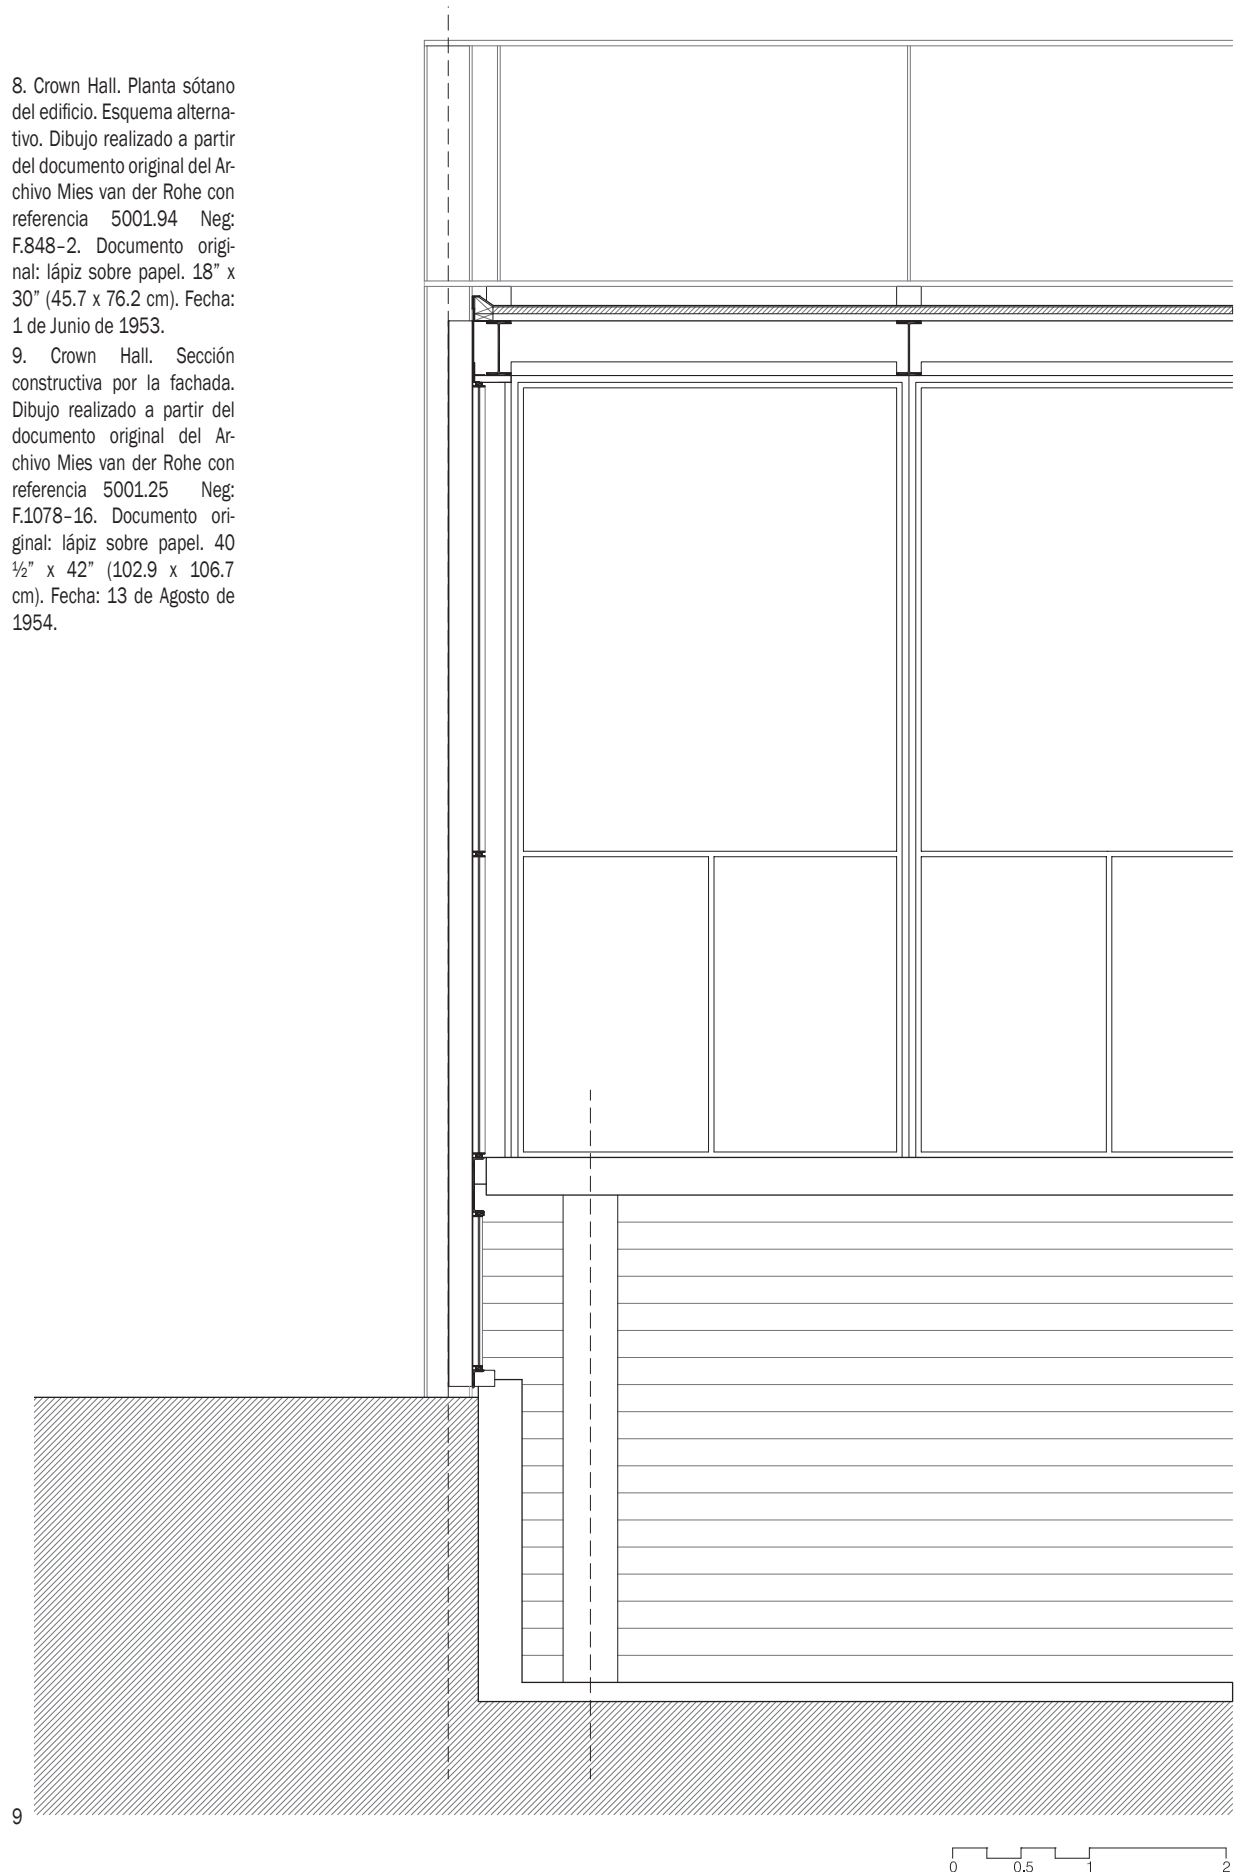 8. Crown Hall. Planta sótano
del edificio. Esquema alterna-
tivo. Dibujo realizado a partir
del documento original del Ar-
chivo Mies van der Rohe con
referencia 5001.94 Neg:
F.848–2. Documento origi-
nal: lápiz sobre papel. 18” x
30” (45.7 x 76.2 cm). Fecha:
1 de Junio de 1953.
9. Crown Hall. Sección
constructiva por la fachada.
Dibujo realizado a partir del
documento original del Ar-
chivo Mies van der Rohe con
referencia 5001.25 Neg:
F.1078–16. Documento ori-
ginal: lápiz sobre papel. 40
½” x 42” (102.9 x 106.7
cm). Fecha: 13 de Agosto de
1954.
9
0 0.5 1 2